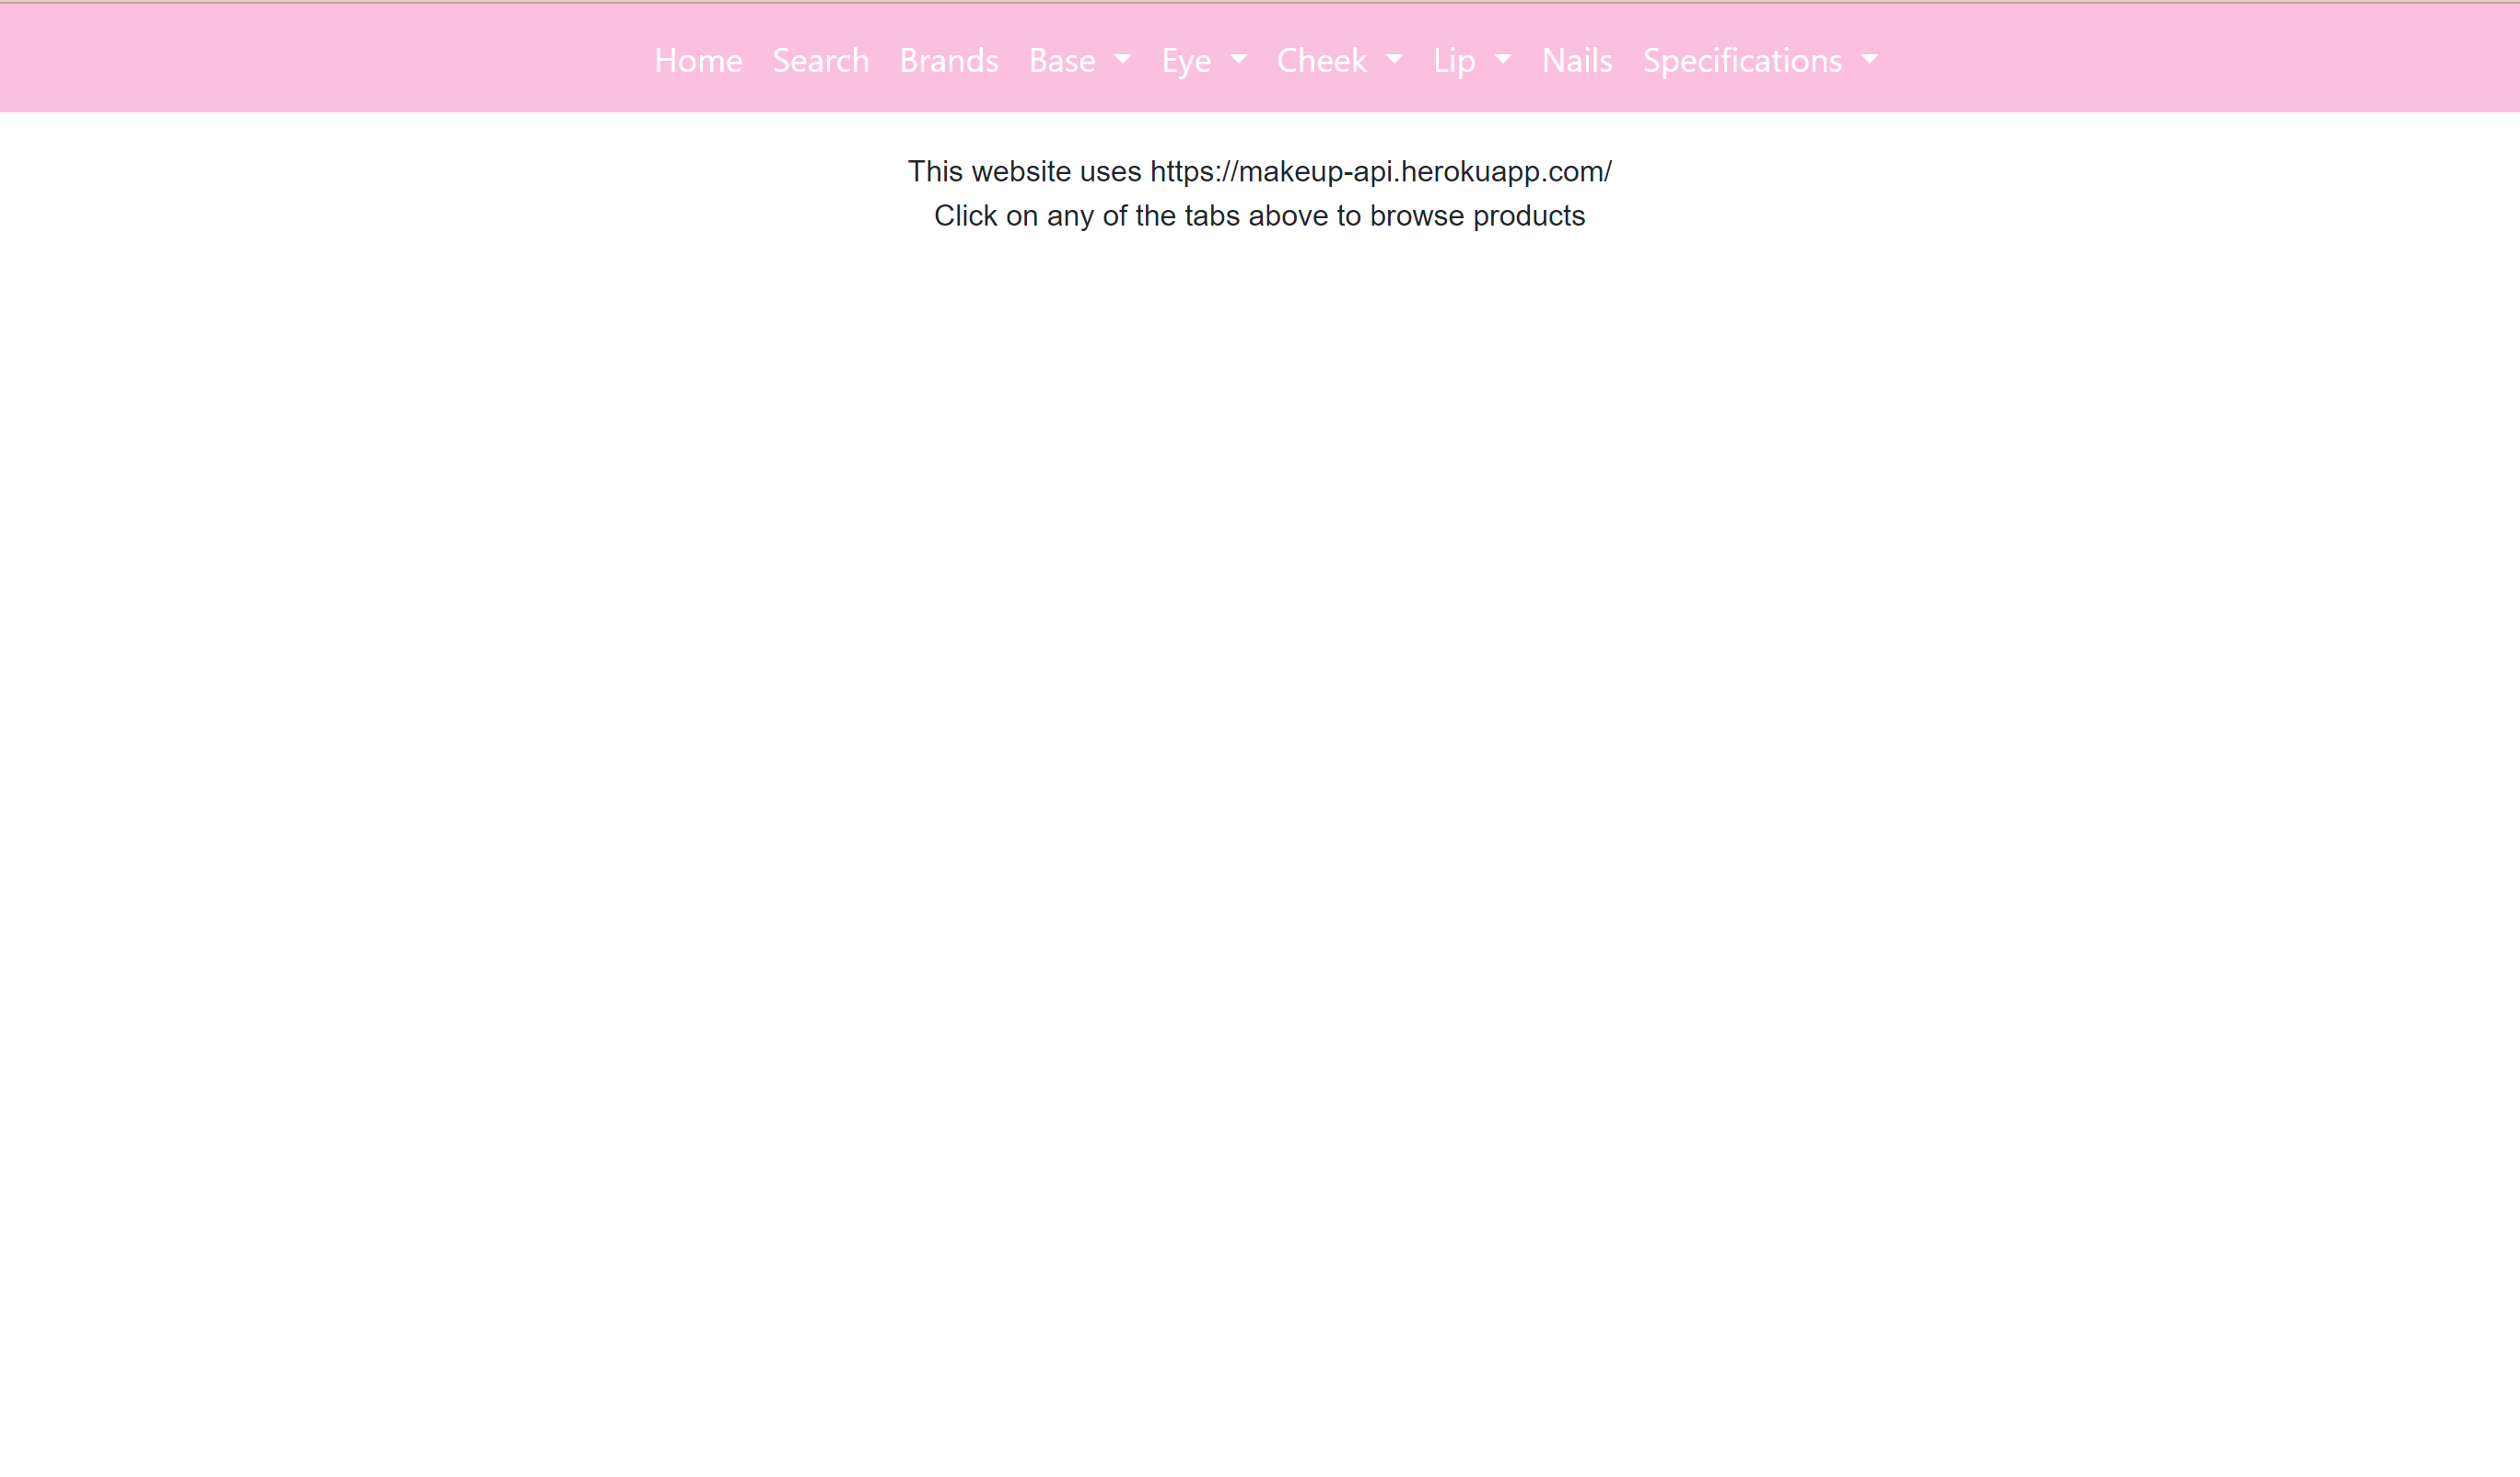 Home Search Brands Base Eye Cheek Lip Nails Specifications
This website uses https://makeup-api.herokuapp.com/
Click on any of the tabs above to browse products